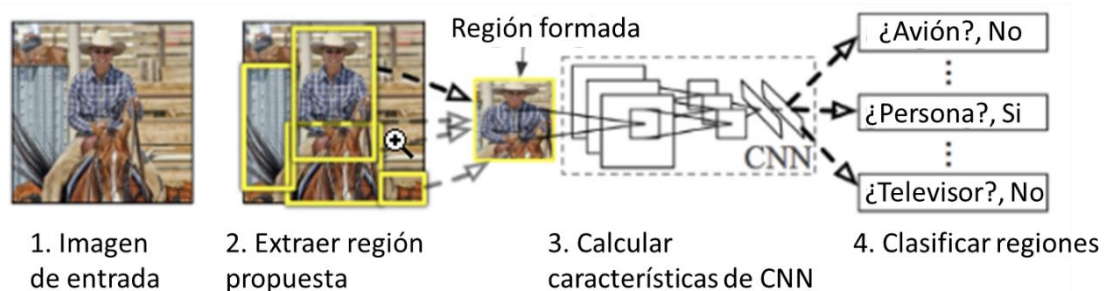 Región formada
¿Avión?, No
¿Persona?, Si
CNN
¿Televisor?, No
1. Imagen
de entrada
2. Extraer región
propuesta
3. Calcular
características de CNN
4. Clasificar regiones